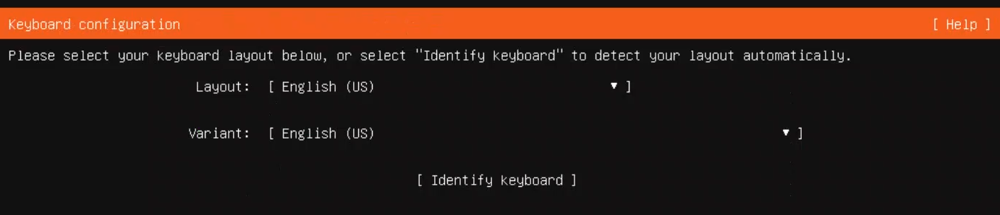 Keyboard configuration [ Help ]
Please select your keyboard layout below, or select "Identify keyboard" to detect your layout automatically.
Layout: [ English (US) ▼ ]
Variant: [ English (US) ▼ ]
[ Identify keyboard ]